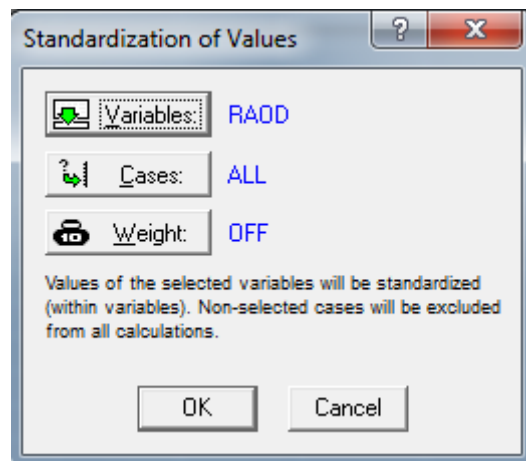 Standardization of Values
Variables: RAOD
Cases: ALL
Weight: OFF
Values of the selected variables will be standardized
(within variables). Non-selected cases will be excluded
from all calculations.
OK Cancel